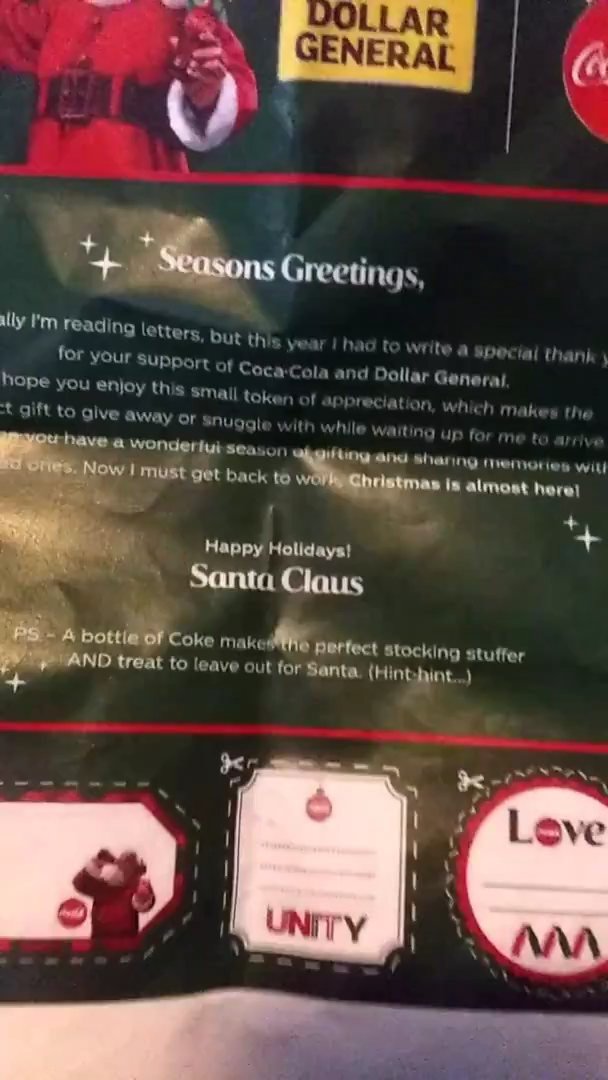 DOLLAR
GENERAL
Seasons Greetings,
I'm reading letters, but this year I had to write a special thank
for your support of Coca-Cola and Dollar General.
hope you enjoy this small token of appreciation, which makes the
gift to give away or snuggle with while waiting up for me to arrive
you have a wonderful season of gifting and sharing memories with
ones. Now I must get back to work, Christmas is almost here!
Happy Holidays!
Santa Claus
PS - A bottle of Coke makes the perfect stocking stuffer
AND treat to leave out for Santa. (Hint-hint...)
UNITY
Love